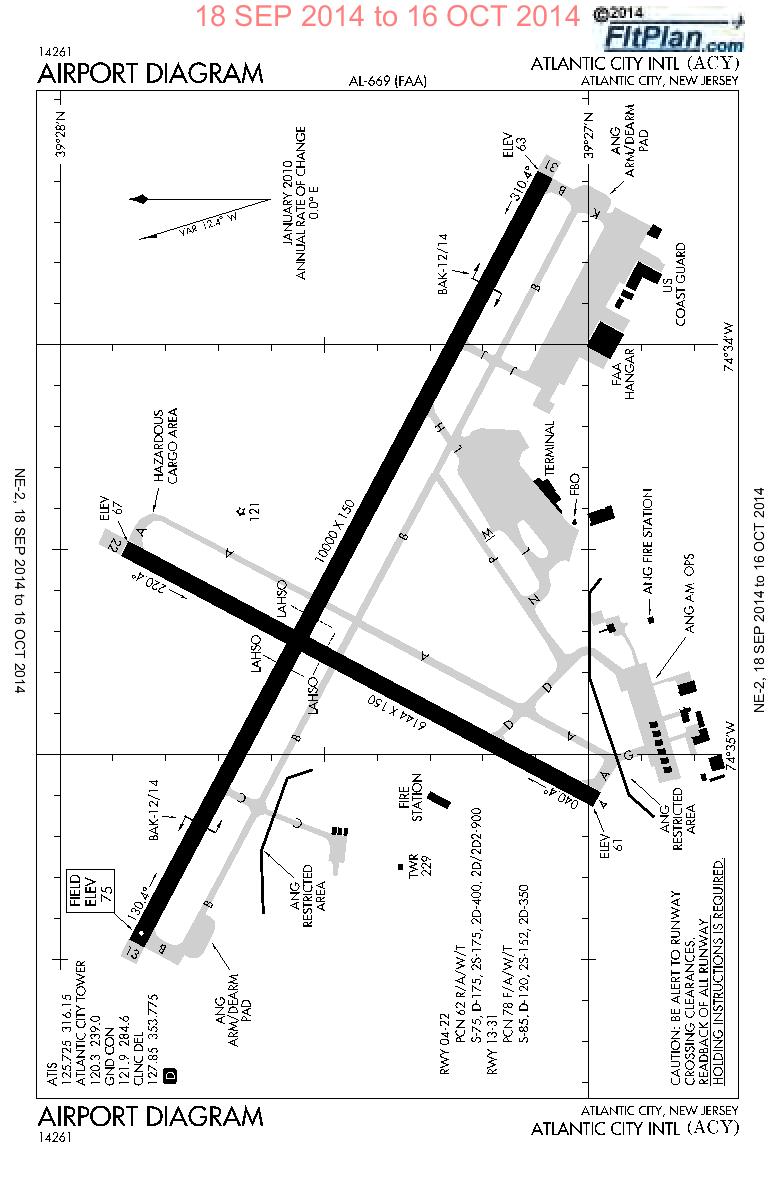 18 SEP 2014 to 16 OCT 2014
©2014
FltPlan.com
14261
AIRPORT DIAGRAM
AL-669 (FAA)
ATLANTIC CITY INTL (ACY)
ATLANTIC CITY, NEW JERSEY
39°28'N
39°27'N
JANUARY 2010
ANNUAL RATE OF CHANGE
0.0° E
VAR 12.4° W
ELEV
63
31
310.4°
B
K
ANG
ARM/DEARM
PAD
BAK-12/14
B
US
COAST GUARD
FAA
HANGAR
74°34'W
J
J
H
L
HAZARDOUS
CARGO AREA
TERMINAL
FBO
121
ELEV
67
22
A
A
220.4°
10000 X 150
B
M
P
L
N
ANG FIRE STATION
ANG AM OPS
LAHSO
LAHSO
LAHSO
A
6144 X 150
D
D
A
B
G
A
74°35'W
040.4°
4
ELEV
61
ANG
RESTRICTED
AREA
BAK-12/14
C
C
FIRE
STATION
TWR
229
ANG
RESTRICTED
AREA
FIELD
ELEV
75
130.4°
13
B
B
ANG
ARM/DEARM
PAD
ATIS
125.725 316.15
ATLANTIC CITY TOWER
120.3 239.0
GND CON
121.9 284.6
CLNC DEL
127.85 353.775
D
RWY 04-22
PCN 62 R/A/W/T
S-75, D-175, 2S-175, 2D-400, 2D/2D2-900
RWY 13-31
PCN 78 F/A/W/T
S-85, D-120, 2S-152, 2D-350
CAUTION: BE ALERT TO RUNWAY
CROSSING CLEARANCES.
READBACK OF ALL RUNWAY
HOLDING INSTRUCTIONS IS REQUIRED.
NE-2, 18 SEP 2014 to 16 OCT 2014
NE-2, 18 SEP 2014 to 16 OCT 2014
AIRPORT DIAGRAM
14261
ATLANTIC CITY, NEW JERSEY
ATLANTIC CITY INTL (ACY)